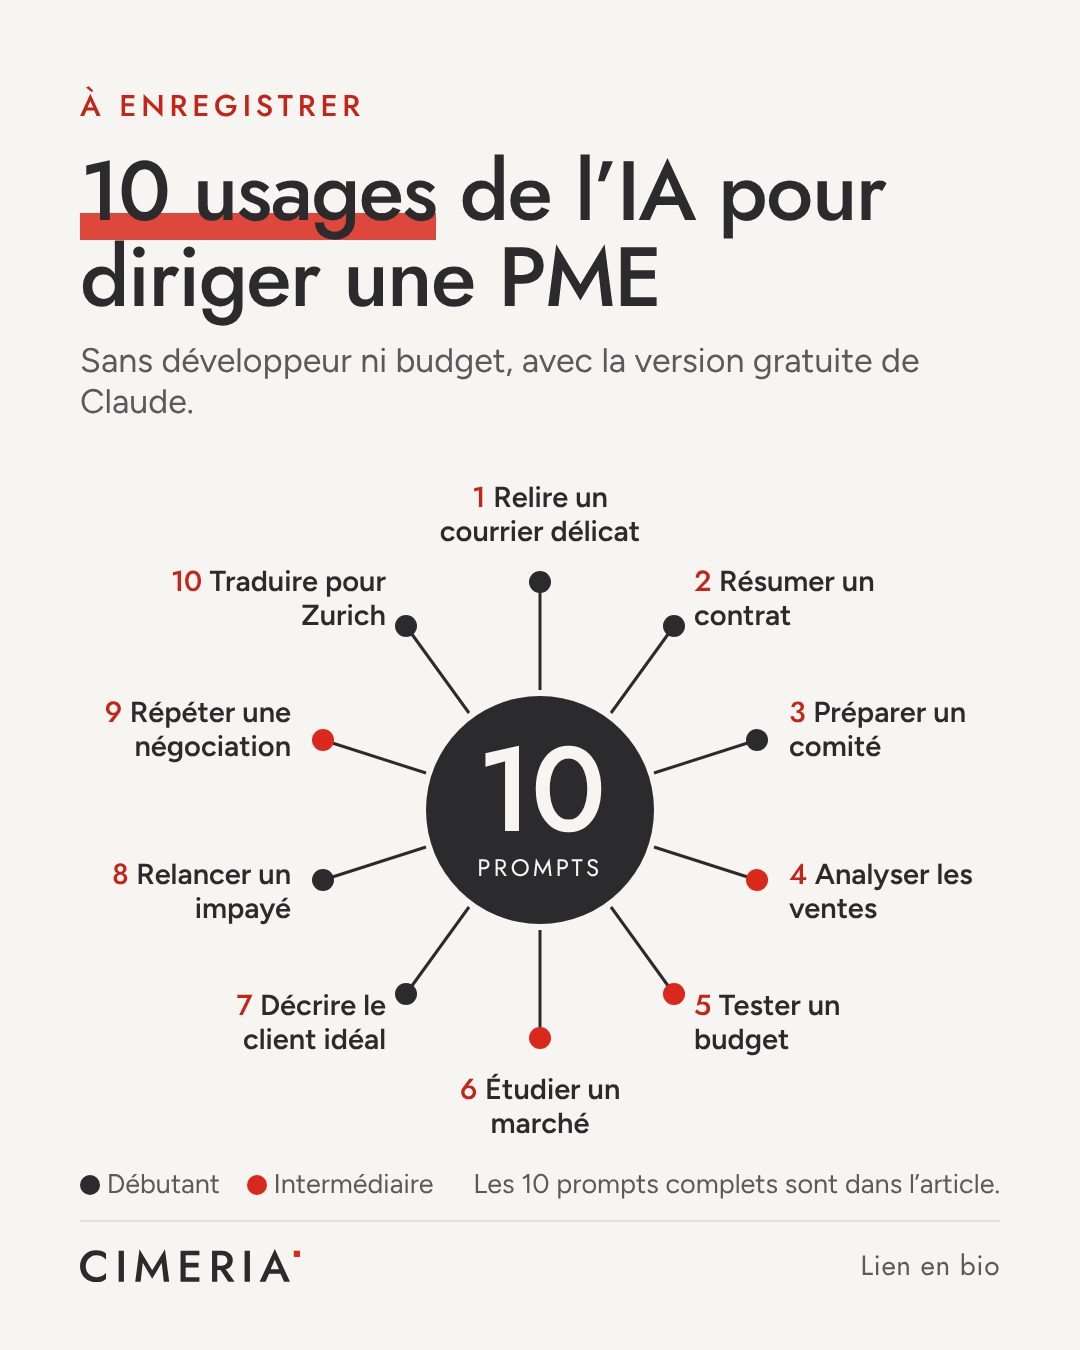 À ENREGISTRER
10 usages de l’IA pour
diriger une PME
Sans développeur ni budget, avec la version gratuite de
Claude.
1 Relire un
courrier délicat
2 Résumer un
contrat
3 Préparer un
comité
4 Analyser les
ventes
5 Tester un
budget
6 Étudier un
marché
7 Décrire le
client idéal
8 Relancer un
impayé
9 Répéter une
négociation
10 Traduire pour
Zurich
10
PROMPTS
Débutant
Intermédiaire
Les 10 prompts complets sont dans l’article.
CIMERIA
Lien en bio